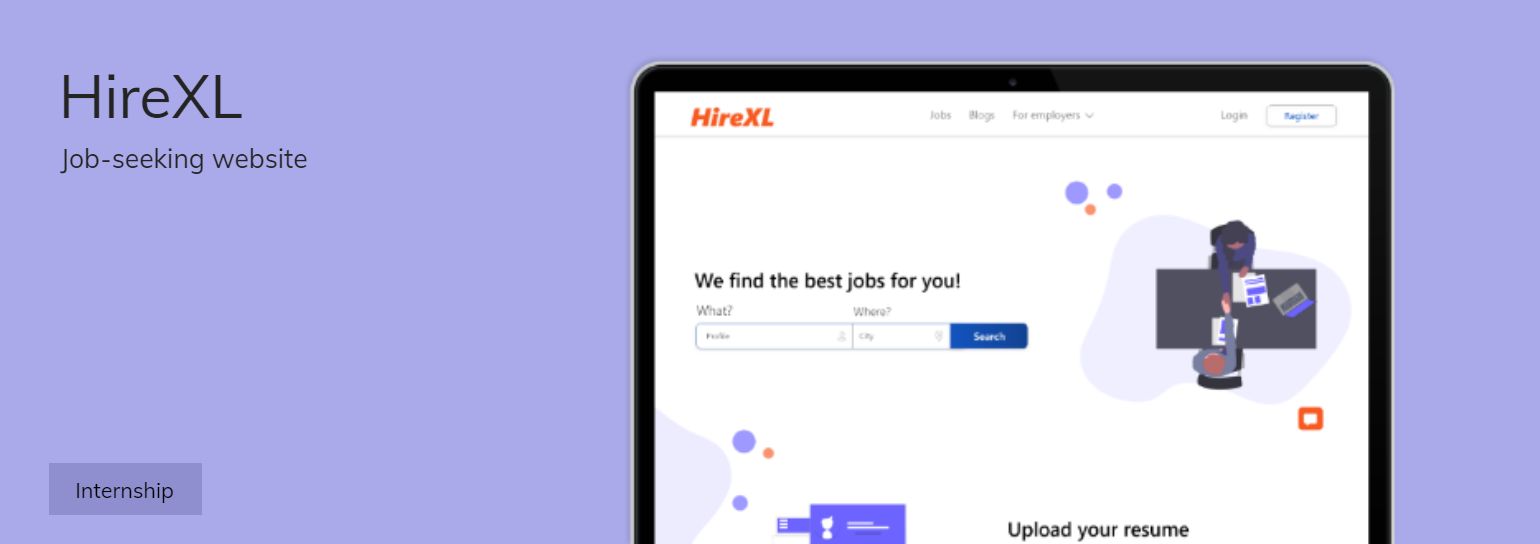 HireXL
Job-seeking website
Internship
HireXL
Jobs Blogs For employers Login Register
We find the best jobs for you!
What? Where?
Profile City Search
Upload your resume